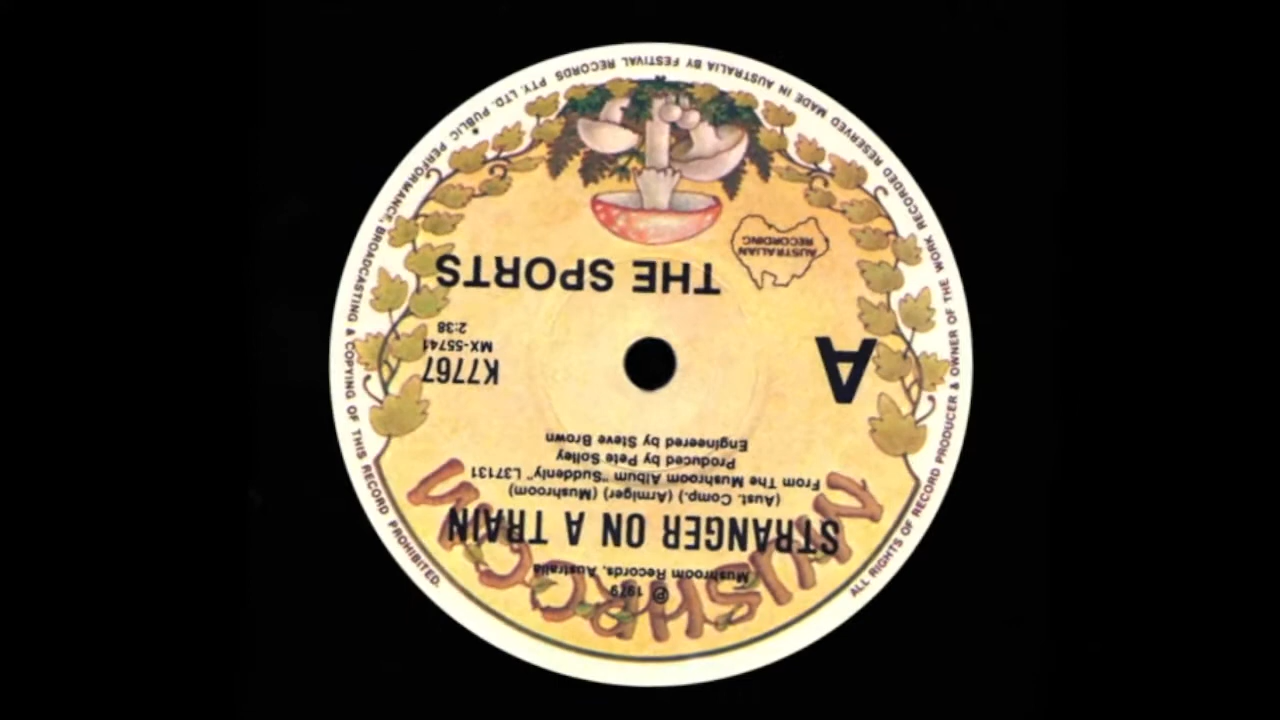 MUSHROOM
℗ 1979
Mushroom Records, Australia
STRANGER ON A TRAIN
(Aust. Comp.) (Armiger) (Mushroom)
From The Mushroom Album "Suddenly" L37131
Produced by Pete Solley
Engineered by Steve Brown
A
K7767
MX-55741
2:38
AUSTRALIAN
RECORDING
THE SPORTS
ALL RIGHTS OF RECORD PRODUCER & OWNER OF THE WORK RECORDED RESERVED MADE IN AUSTRALIA BY FESTIVAL RECORDS PTY. LTD. PUBLIC PERFORMANCE, BROADCASTING & COPYING OF THIS RECORD PROHIBITED.